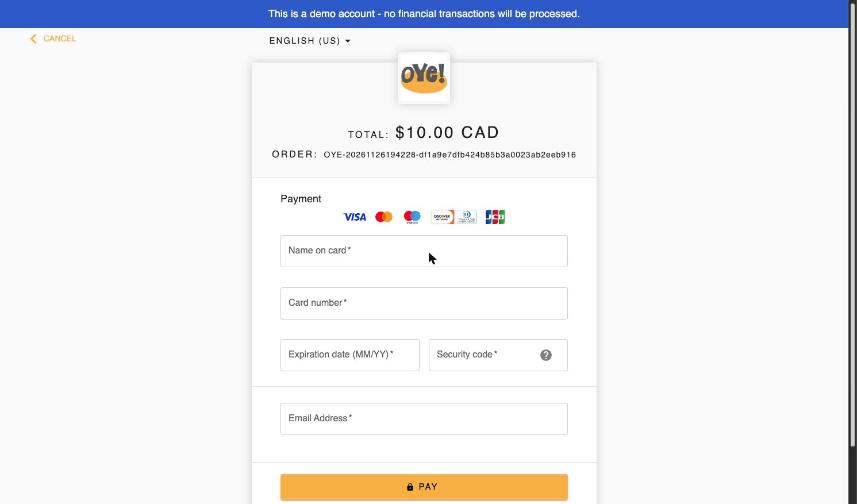 This is a demo account - no financial transactions will be processed.
CANCEL
ENGLISH (US)
OYe!
TOTAL: $10.00 CAD
ORDER: OYE-20261126194228-df1a9e7dfb424b85b3a0023ab2eeb916
Payment
VISA DISCOVER JCB
Name on card*
Card number*
Expiration date (MM/YY)* Security code* ?
Email Address*
PAY